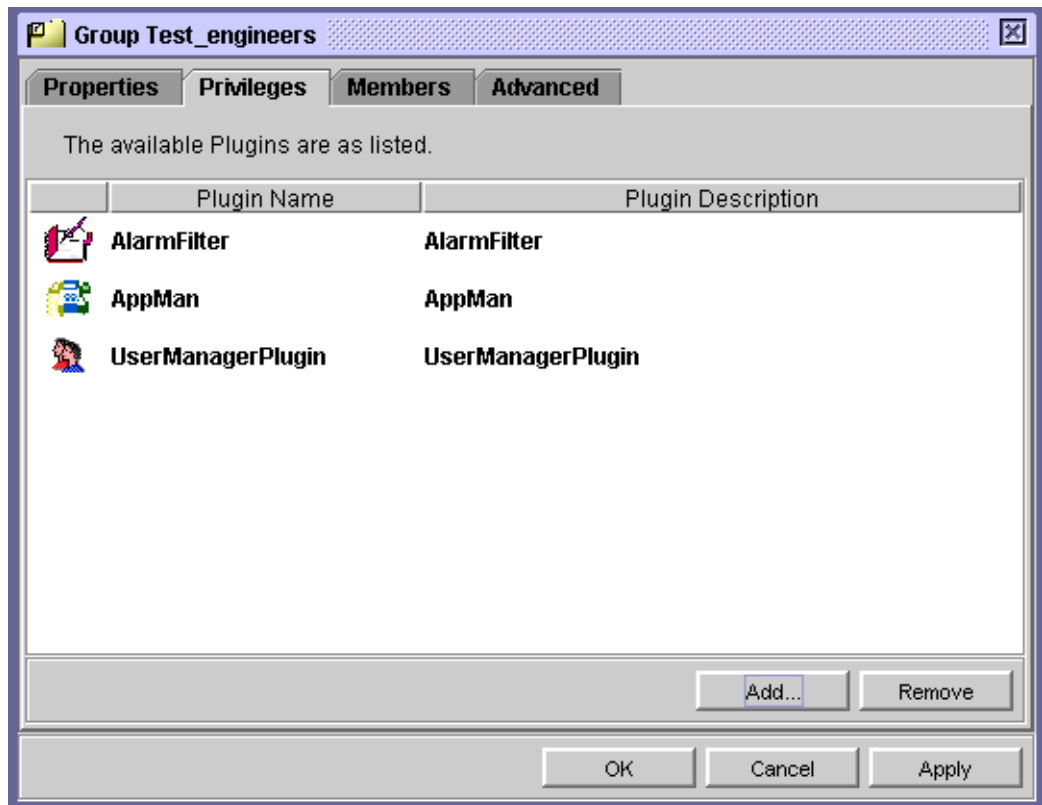 Group Test_engineers
Properties Privileges Members Advanced
The available Plugins are as listed.
Plugin Name Plugin Description
AlarmFilter AlarmFilter
AppMan AppMan
UserManagerPlugin UserManagerPlugin
Add... Remove
OK Cancel Apply